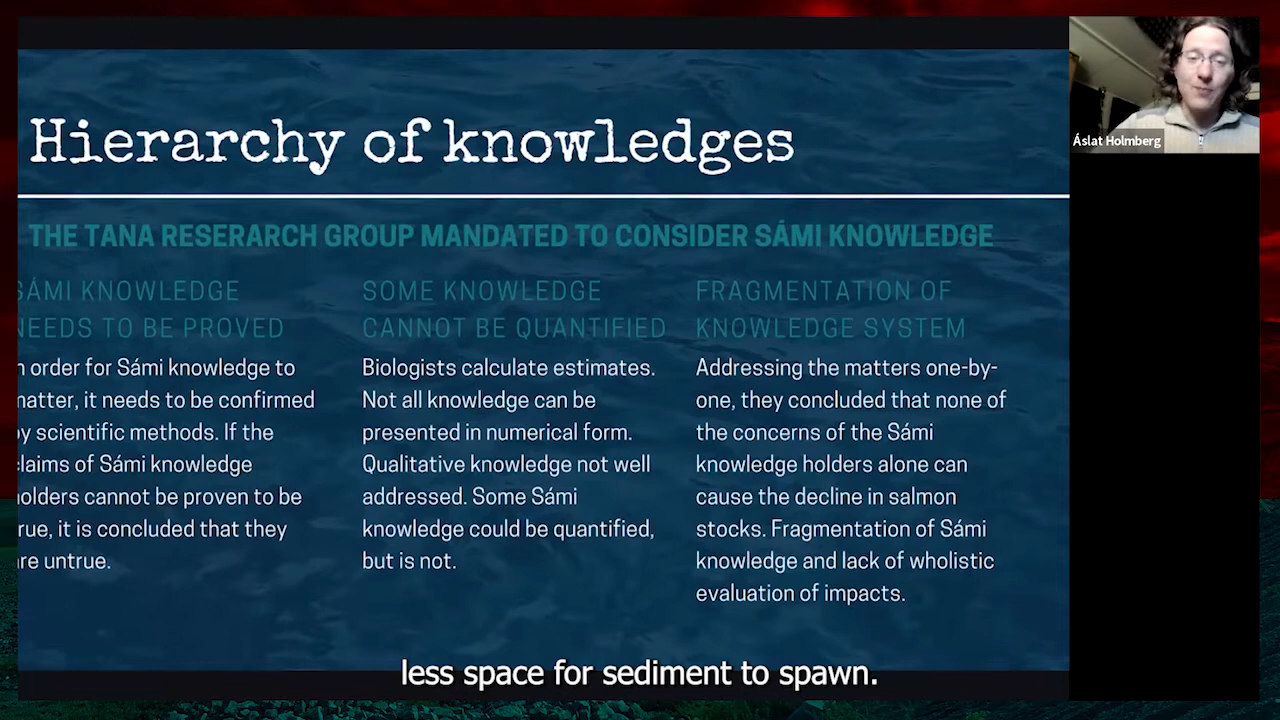 Hierarchy of knowledges
THE TANA RESERARCH GROUP MANDATED TO CONSIDER SÁMI KNOWLEDGE
SÁMI KNOWLEDGE
NEEDS TO BE PROVED
n order for Sámi knowledge to
matter, it needs to be confirmed
by scientific methods. If the
claims of Sámi knowledge
holders cannot be proven to be
true, it is concluded that they
are untrue.
SOME KNOWLEDGE
CANNOT BE QUANTIFIED
Biologists calculate estimates.
Not all knowledge can be
presented in numerical form.
Qualitative knowledge not well
addressed. Some Sámi
knowledge could be quantified,
but is not.
FRAGMENTATION OF
KNOWLEDGE SYSTEM
Addressing the matters one-by-
one, they concluded that none of
the concerns of the Sámi
knowledge holders alone can
cause the decline in salmon
stocks. Fragmentation of Sámi
knowledge and lack of wholistic
evaluation of impacts.
Áslat Holmberg
less space for sediment to spawn.